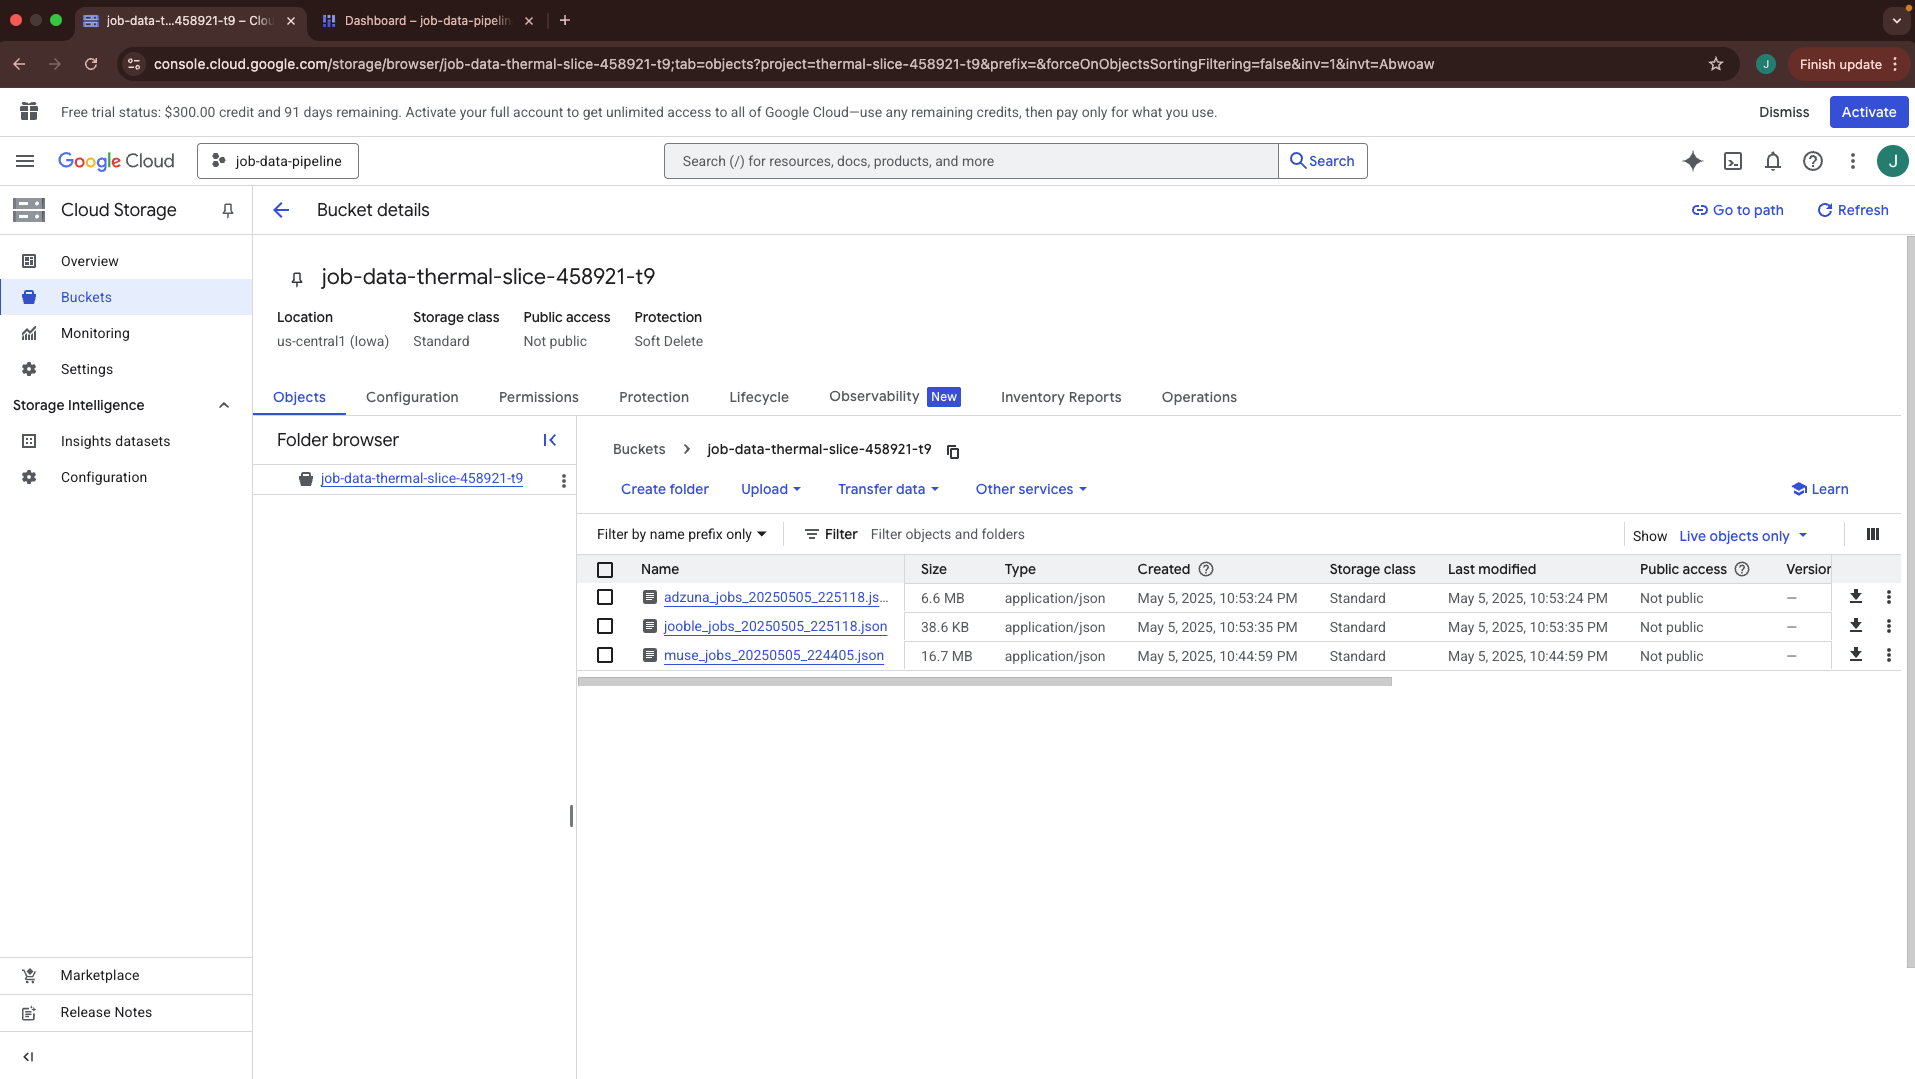 job-data-t...458921-t9 – Clou
Dashboard – job-data-pipelin
console.cloud.google.com/storage/browser/job-data-thermal-slice-458921-t9;tab=objects?project=thermal-slice-458921-t9&prefix=&forceOnObjectsSortingFiltering=false&inv=1&invt=Abwoaw
J
Finish update
Free trial status: $300.00 credit and 91 days remaining. Activate your full account to get unlimited access to all of Google Cloud—use any remaining credits, then pay only for what you use.
Dismiss
Activate
Google Cloud
job-data-pipeline
Search (/) for resources, docs, products, and more
Search
J
Cloud Storage
Bucket details
Go to path
Refresh
Overview
Buckets
Monitoring
Settings
Storage Intelligence
Insights datasets
Configuration
job-data-thermal-slice-458921-t9
Location Storage class Public access Protection
us-central1 (Iowa) Standard Not public Soft Delete
Objects Configuration Permissions Protection Lifecycle Observability New Inventory Reports Operations
Folder browser
job-data-thermal-slice-458921-t9
Buckets > job-data-thermal-slice-458921-t9
Create folder Upload Transfer data Other services Learn
Filter by name prefix only Filter Filter objects and folders Show Live objects only
Name Size Type Created Storage class Last modified Public access Version
adzuna_jobs_20250505_225118.js... 6.6 MB application/json May 5, 2025, 10:53:24 PM Standard May 5, 2025, 10:53:24 PM Not public –
jooble_jobs_20250505_225118.json 38.6 KB application/json May 5, 2025, 10:53:35 PM Standard May 5, 2025, 10:53:35 PM Not public –
muse_jobs_20250505_224405.json 16.7 MB application/json May 5, 2025, 10:44:59 PM Standard May 5, 2025, 10:44:59 PM Not public –
Marketplace
Release Notes